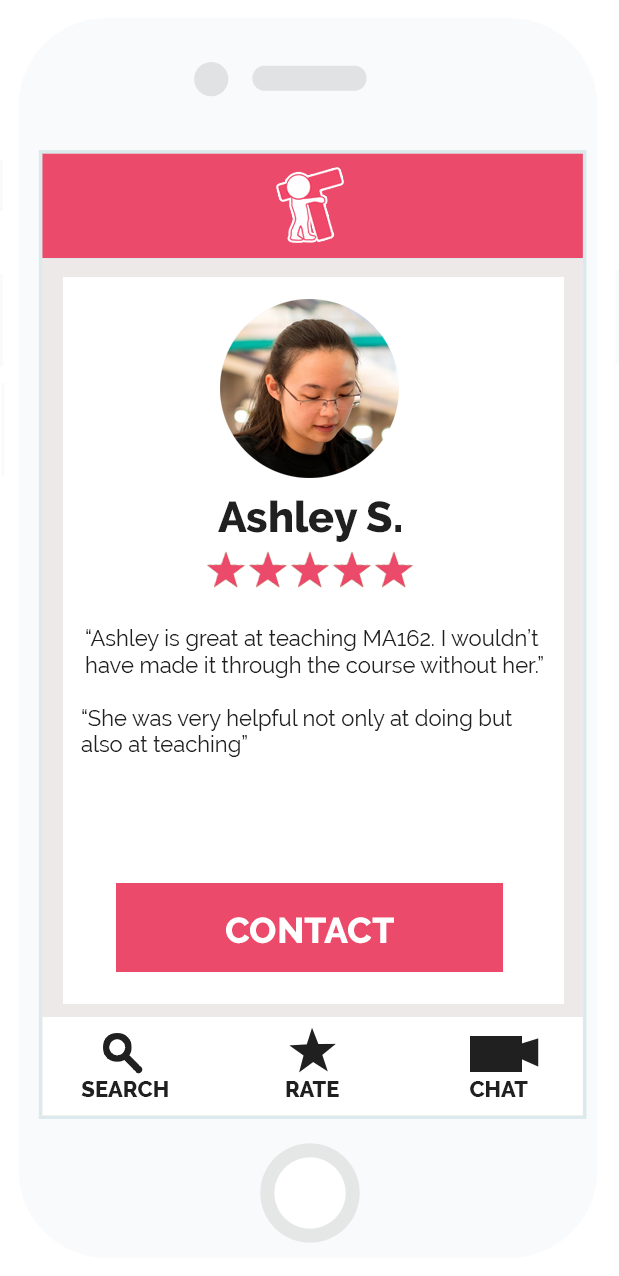 Ashley S.
“Ashley is great at teaching MA162. I wouldn’t
have made it through the course without her.”
“She was very helpful not only at doing but
also at teaching”
CONTACT
SEARCH
RATE
CHAT